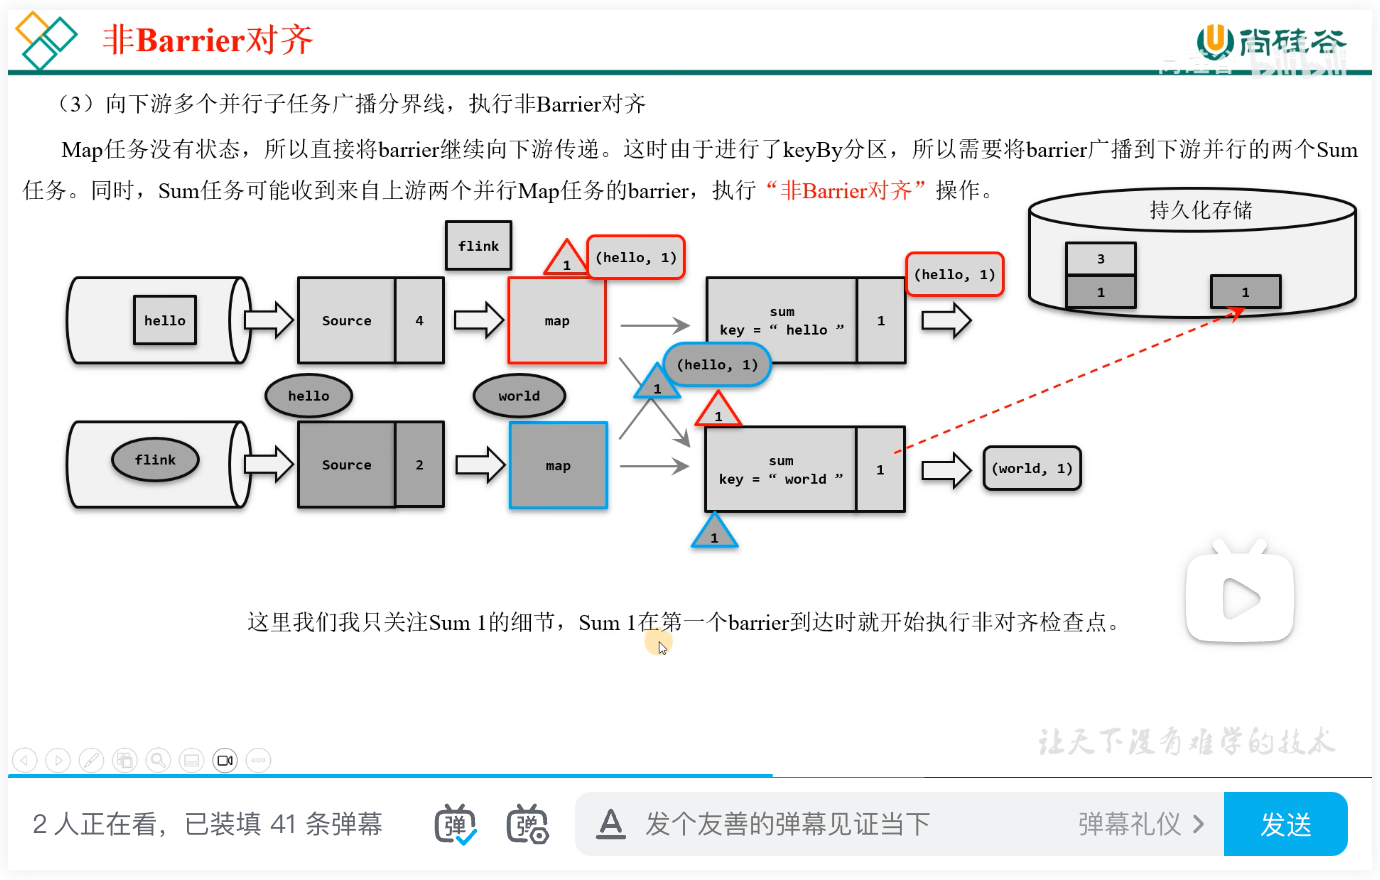 非Barrier对齐
尚硅谷
bilibili
（3）向下游多个并行子任务广播分界线，执行非Barrier对齐
Map任务没有状态，所以直接将barrier继续向下游传递。这时由于进行了keyBy分区，所以需要将barrier广播到下游并行的两个Sum
任务。同时，Sum任务可能收到来自上游两个并行Map任务的barrier，执行“非Barrier对齐”操作。
持久化存储
flink
1
(hello, 1)
(hello, 1)
3
1
1
hello
Source
4
map
sum
key = “ hello ”
1
(hello, 1)
1
hello
world
1
flink
Source
2
map
sum
key = “ world ”
1
(world, 1)
1
这里我们我只关注Sum 1的细节，Sum 1在第一个barrier到达时就开始执行非对齐检查点。
让天下没有难学的技术
2 人正在看，已装填 41 条弹幕
弹
弹
A
发个友善的弹幕见证当下
弹幕礼仪 >
发送